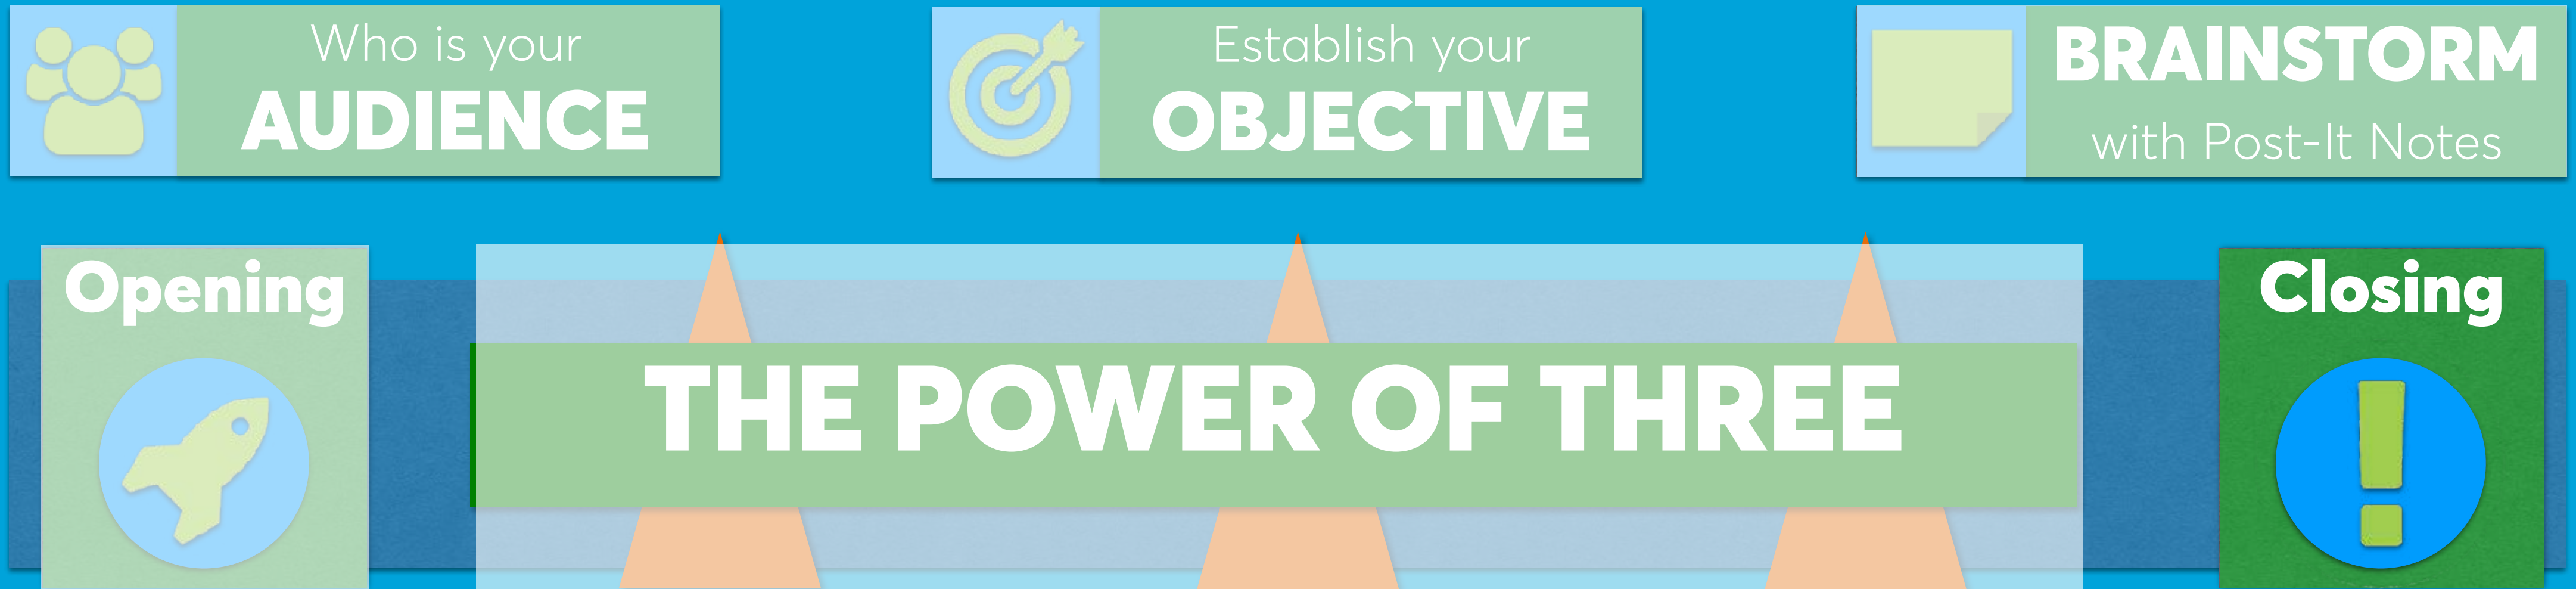 Who is your
AUDIENCE
Establish your
OBJECTIVE
BRAINSTORM
with Post-It Notes
Opening
THE POWER OF THREE
Closing